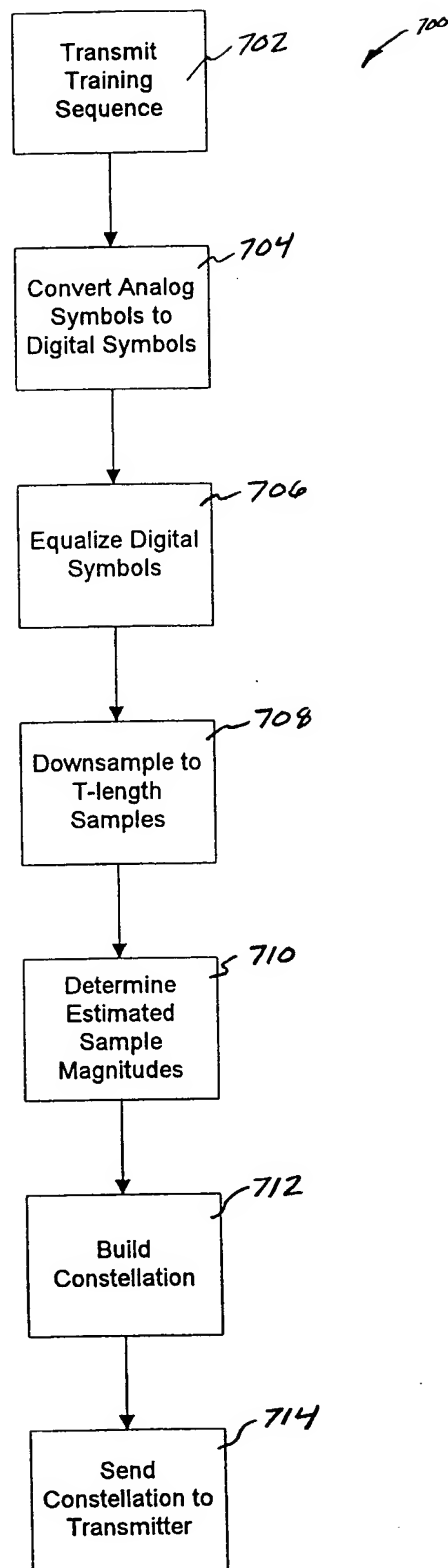 700
702
Transmit
Training
Sequence
704
Convert Analog
Symbols to
Digital Symbols
706
Equalize Digital
Symbols
708
Downsample to
T-length
Samples
710
Determine
Estimated
Sample
Magnitudes
712
Build
Constellation
714
Send
Constellation to
Transmitter